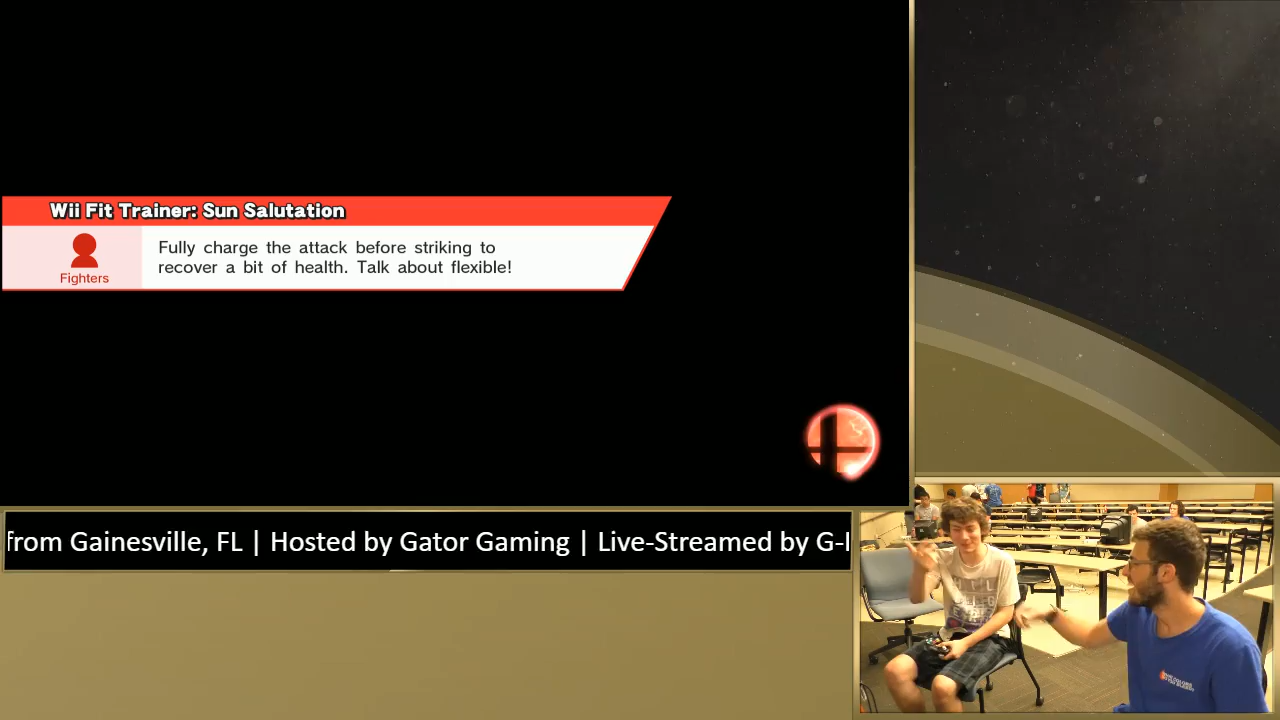 Wii Fit Trainer: Sun Salutation
Fully charge the attack before striking to
recover a bit of health. Talk about flexible!
Fighters
from Gainesville, FL | Hosted by Gator Gaming | Live-Streamed by G-